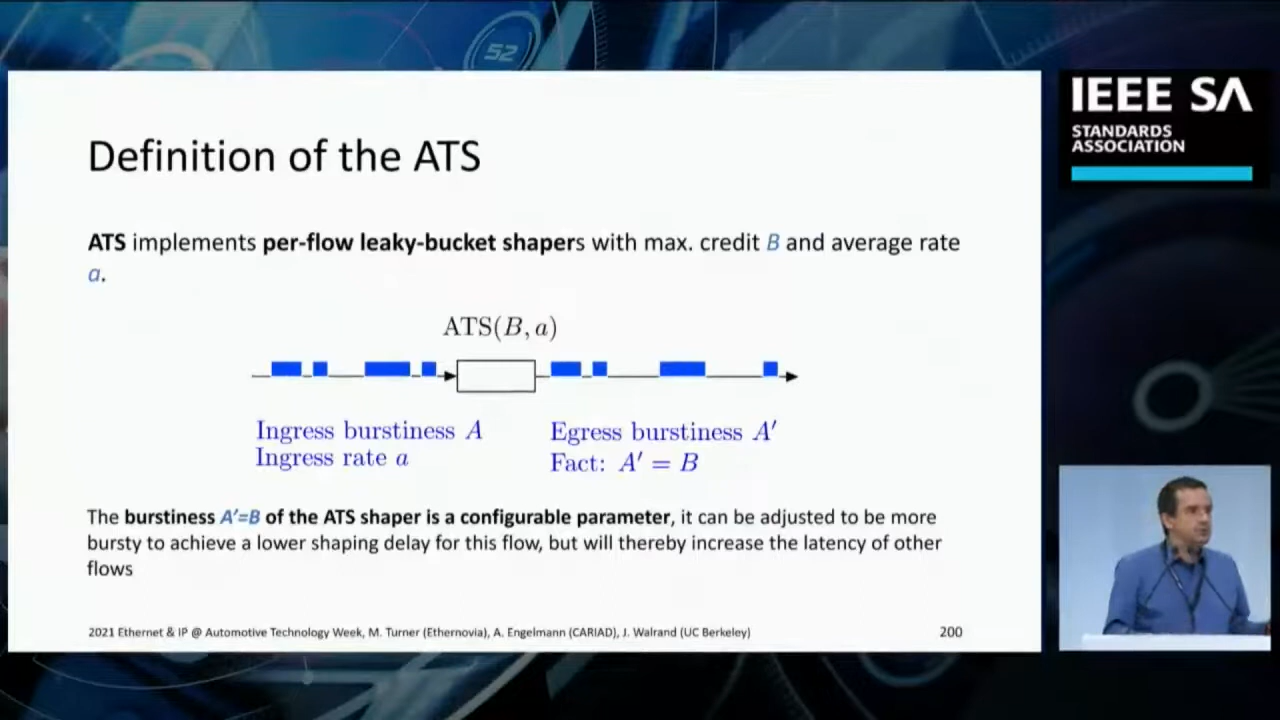 52
IEEE SA
STANDARDS
ASSOCIATION
Definition of the ATS
ATS implements per-flow leaky-bucket shapers with max. credit B and average rate
a.
ATS(B, a)
Ingress burstiness A
Ingress rate a
Egress burstiness A′
Fact: A′ = B
The burstiness A'=B of the ATS shaper is a configurable parameter, it can be adjusted to be more
bursty to achieve a lower shaping delay for this flow, but will thereby increase the latency of other
flows
2021 Ethernet & IP @ Automotive Technology Week, M. Turner (Ethernovia), A. Engelmann (CARIAD), J. Walrand (UC Berkeley)
200